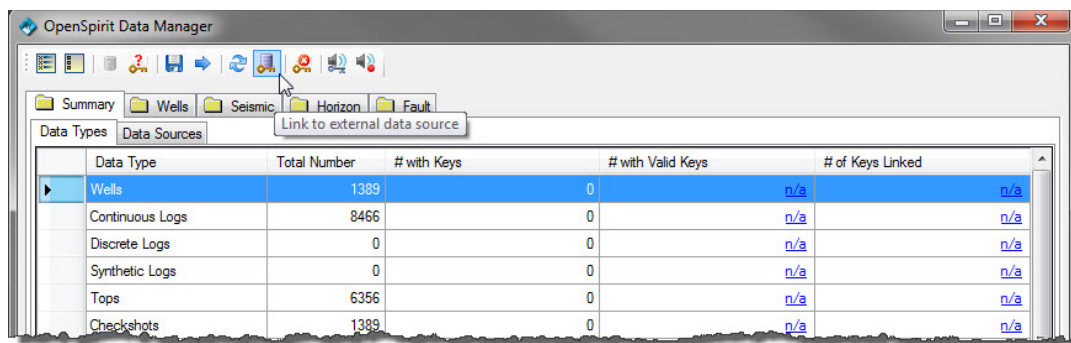 OpenSpirit Data Manager
Summary Wells Seismic Horizon Fault
Link to external data source
Data Types Data Sources
Data Type Total Number # with Keys # with Valid Keys # of Keys Linked
Wells 1389 0 n/a n/a
Continuous Logs 8466 0 n/a n/a
Discrete Logs 0 0 n/a n/a
Synthetic Logs 0 0 n/a n/a
Tops 6356 0 n/a n/a
Checkshots 1389 0 n/a n/a